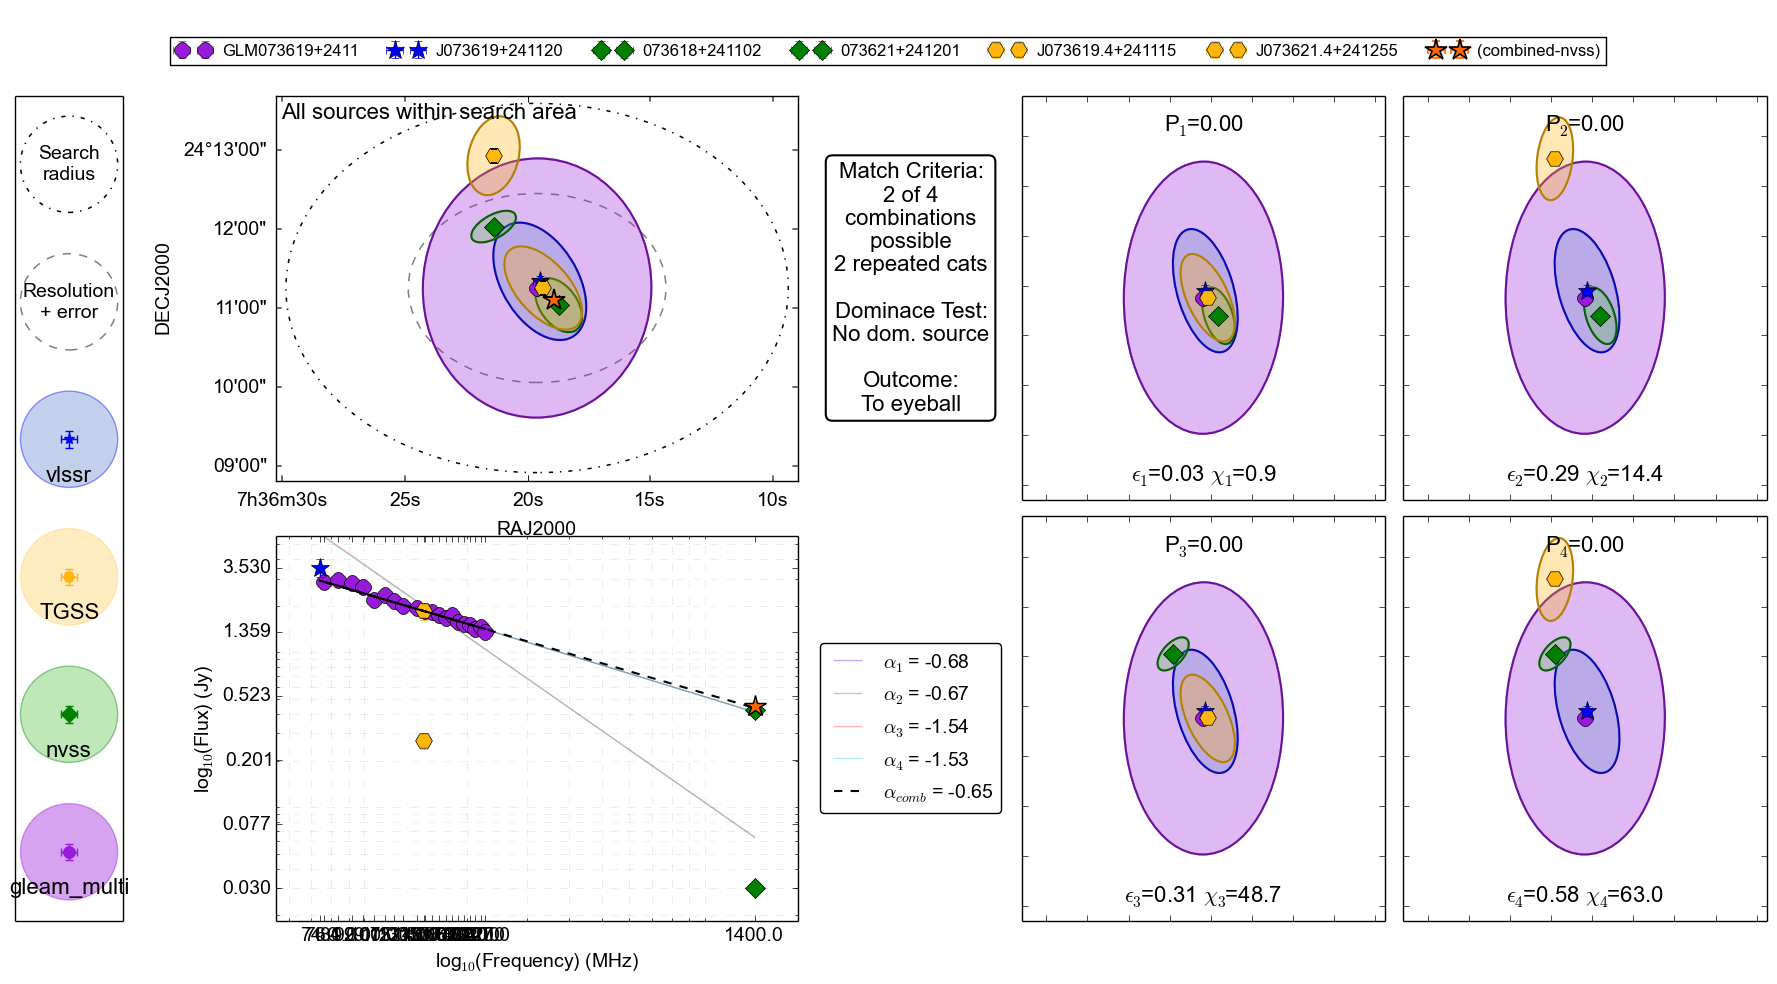 GLM073619+2411 J073619+241120 073618+241102 073621+241201 J073619.4+241115 J073621.4+241255 (combined-nvss)
Search
radius
Resolution
+ error
vlssr
TGSS
nvss
gleam_multi
All sources within search area
DECJ2000
24°13'00"
12'00"
11'00"
10'00"
09'00"
7h36m30s 25s 20s 15s 10s
RAJ2000
Match Criteria:
2 of 4
combinations
possible
2 repeated cats
Dominace Test:
No dom. source
Outcome:
To eyeball
P₁=0.00
ϵ₁=0.03 χ₁=0.9
P₂=0.00
ϵ₂=0.29 χ₂=14.4
log₁₀(Flux) (Jy)
3.530
1.359
0.523
0.201
0.077
0.030
1400.0
log₁₀(Frequency) (MHz)
α₁ = -0.68
α₂ = -0.67
α₃ = -1.54
α₄ = -1.53
α_comb = -0.65
P₃=0.00
ϵ₃=0.31 χ₃=48.7
P₄=0.00
ϵ₄=0.58 χ₄=63.0